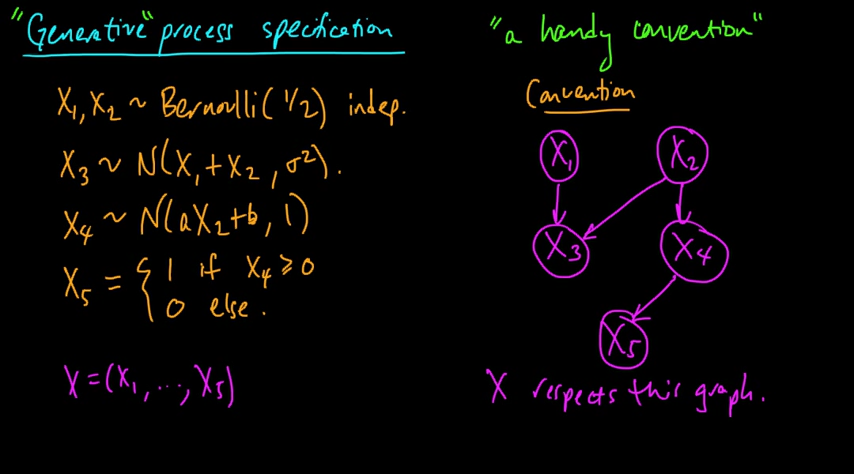 "Generative" process specification
X₁, X₂ ~ Bernoulli(1/2) indep.
X₃ ~ N(X₁+X₂, σ²).
X₄ ~ N(aX₂+b, 1)
X₅ = { 1 if X₄ ≥ 0
0 else.
X = (X₁, ..., X₅)
"a handy convention"
Convention
X₁ X₂
X₃ X₄
X₅
X respects this graph.